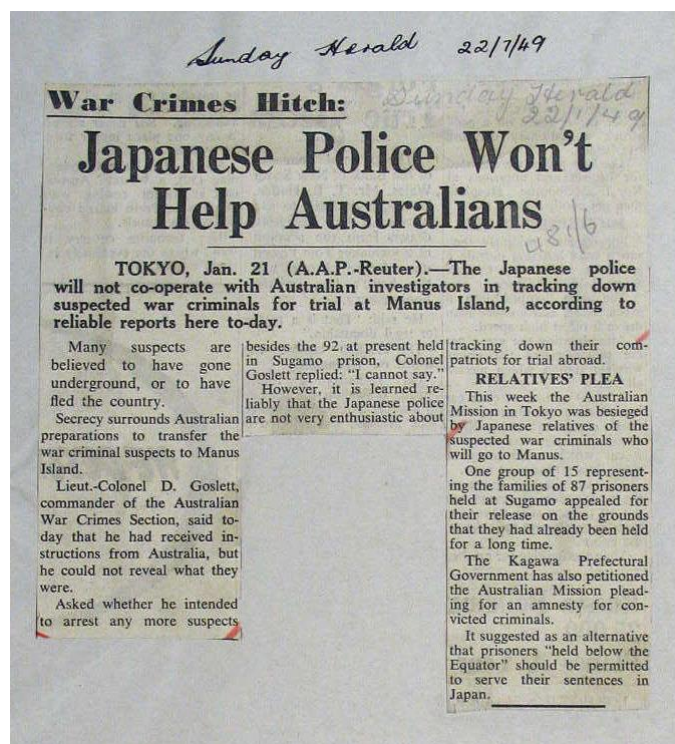 Sunday Herald 22/7/49
War Crimes Hitch:
Sunday Herald
22/1/49
Japanese Police Won't
Help Australians
481/6
TOKYO, Jan. 21 (A.A.P.-Reuter).—The Japanese police
will not co-operate with Australian investigators in tracking down
suspected war criminals for trial at Manus Island, according to
reliable reports here to-day.
Many suspects are
believed to have gone
underground, or to have
fled the country.
Secrecy surrounds Australian
preparations to transfer the
war criminal suspects to Manus
Island.
Lieut.-Colonel D. Goslett,
commander of the Australian
War Crimes Section, said to-
day that he had received in-
structions from Australia, but
he could not reveal what they
were.
Asked whether he intended
to arrest any more suspects
besides the 92 at present held
in Sugamo prison, Colonel
Goslett replied: "I cannot say."
However, it is learned re-
liably that the Japanese police
are not very enthusiastic about
tracking down their com-
patriots for trial abroad.
RELATIVES' PLEA
This week the Australian
Mission in Tokyo was besieged
by Japanese relatives of the
suspected war criminals who
will go to Manus.
One group of 15 represent-
ing the families of 87 prisoners
held at Sugamo appealed for
their release on the grounds
that they had already been held
for a long time.
The Kagawa Prefectural
Government has also petitioned
the Australian Mission plead-
ing for an amnesty for con-
victed criminals.
It suggested as an alternative
that prisoners "held below the
Equator" should be permitted
to serve their sentences in
Japan.